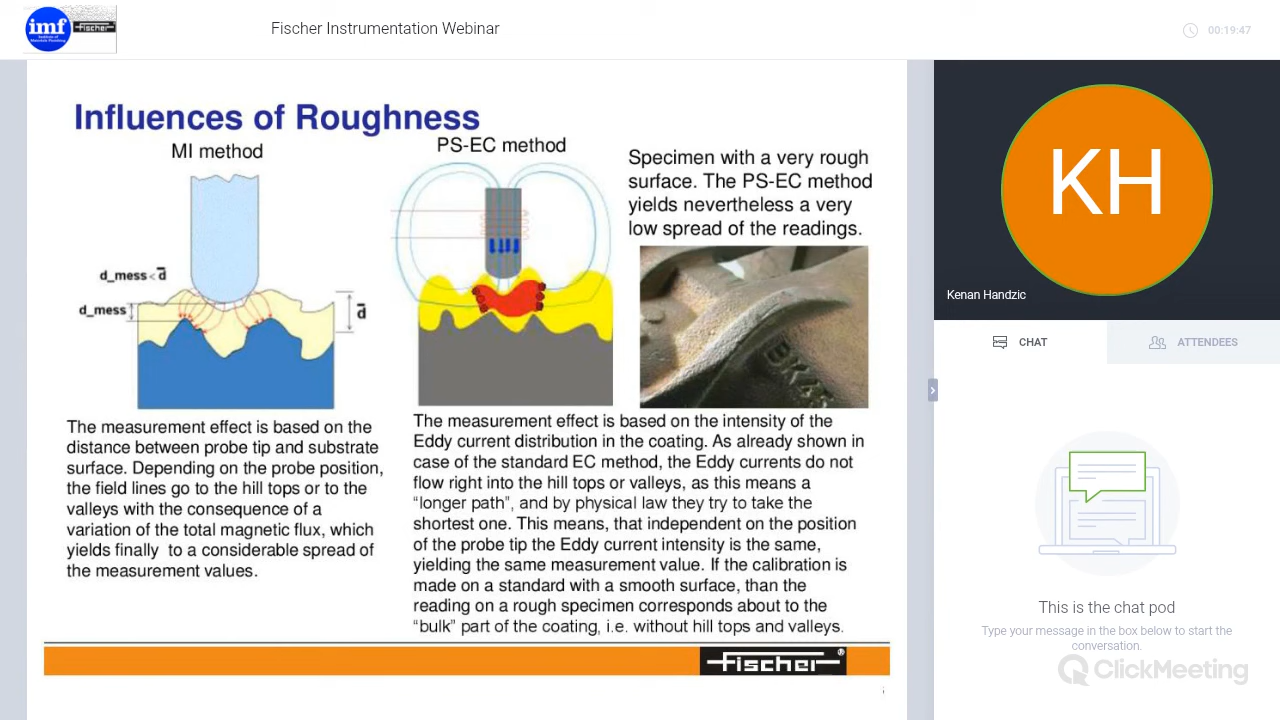 imf
Fischer
Fischer Instrumentation Webinar
00:19:47
Influences of Roughness
MI method
PS-EC method
Specimen with a very rough
surface. The PS-EC method
yields nevertheless a very
low spread of the readings.
d_mess < d̅
d_mess
d̅
The measurement effect is based on the
distance between probe tip and substrate
surface. Depending on the probe position,
the field lines go to the hill tops or to the
valleys with the consequence of a
variation of the total magnetic flux, which
yields finally to a considerable spread of
the measurement values.
The measurement effect is based on the intensity of the
Eddy current distribution in the coating. As already shown in
case of the standard EC method, the Eddy currents do not
flow right into the hill tops or valleys, as this means a
“longer path”, and by physical law they try to take the
shortest one. This means, that independent on the position
of the probe tip the Eddy current intensity is the same,
yielding the same measurement value. If the calibration is
made on a standard with a smooth surface, than the
reading on a rough specimen corresponds about to the
“bulk” part of the coating, i.e. without hill tops and valleys.
Fischer®
KH
Kenan Handzic
CHAT
ATTENDEES
This is the chat pod
Type your message in the box below to start the
conversation.
ClickMeeting